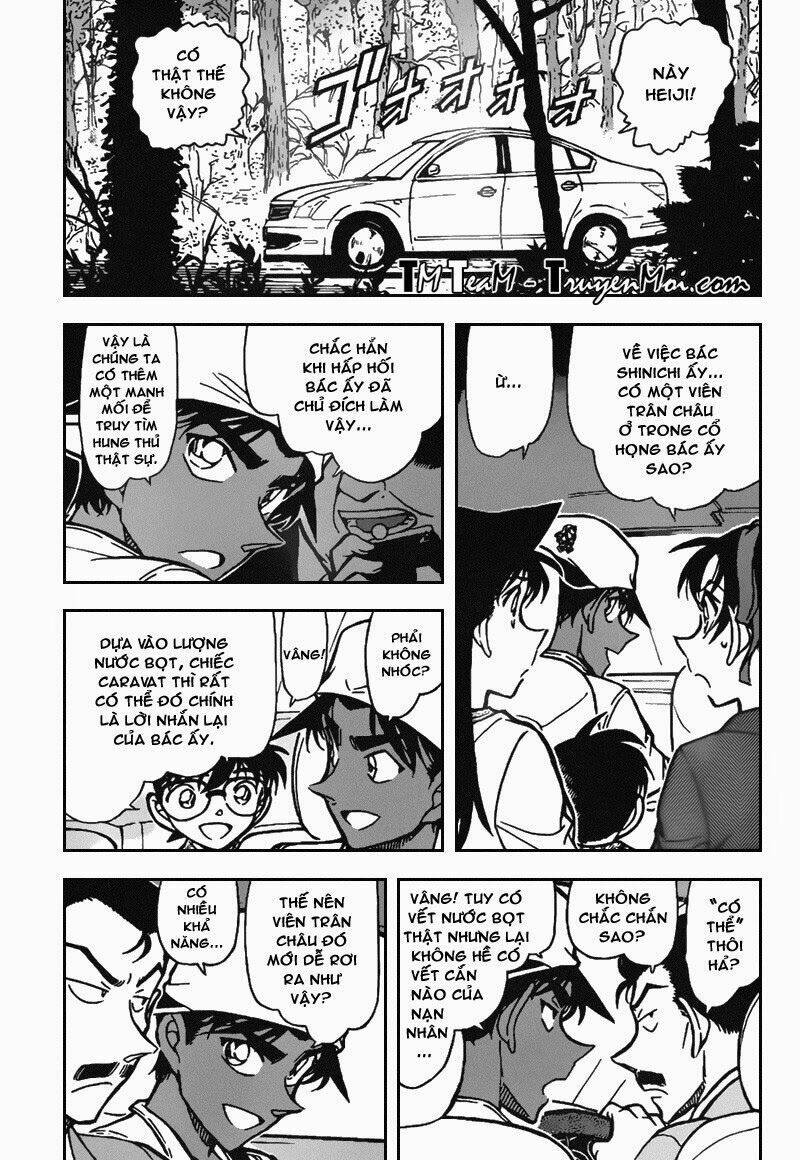 NÀY
HEIJI!
CÓ
THẬT THẾ
KHÔNG
VẬY?
ゴォォォォ
TM TEAM - TRUYENMOI.COM
VỀ VIỆC BÁC
SHINICHI ẤY...
CÓ MỘT VIÊN
TRÂN CHÂU
Ở TRONG CỔ
HỌNG BÁC ẤY
SAO?
Ừ...
CHẮC HẲN
KHI HẤP HỐI
BÁC ẤY ĐÃ
CHỦ ĐÍCH LÀM
VẬY...
VẬY LÀ
CHÚNG TA
CÓ THÊM
MỘT MANH
MỐI ĐỂ
TRUY TÌM
HUNG THỦ
THẬT SỰ.
PHẢI
KHÔNG
NHÓC?
VÂNG!
DỰA VÀO LƯỢNG
NƯỚC BỌT, CHIẾC
CARAVAT THÌ RẤT
CÓ THỂ ĐÓ CHÍNH
LÀ LỜI NHẮN LẠI
CỦA BÁC ẤY.
"CÓ
THỂ"
THÔI
HẢ?
KHÔNG
CHẮC CHẮN
SAO?
VÂNG! TUY CÓ
VẾT NƯỚC BỌT
THẬT NHƯNG LẠI
KHÔNG HỀ CÓ
VẾT CẮN
NÀO CỦA
NẠN
NHÂN
...
THẾ NÊN
VIÊN TRÂN
CHÂU ĐÓ
MỚI DỄ RƠI
RA NHƯ
VẬY?
CÓ
NHIỀU
KHẢ
NĂNG...